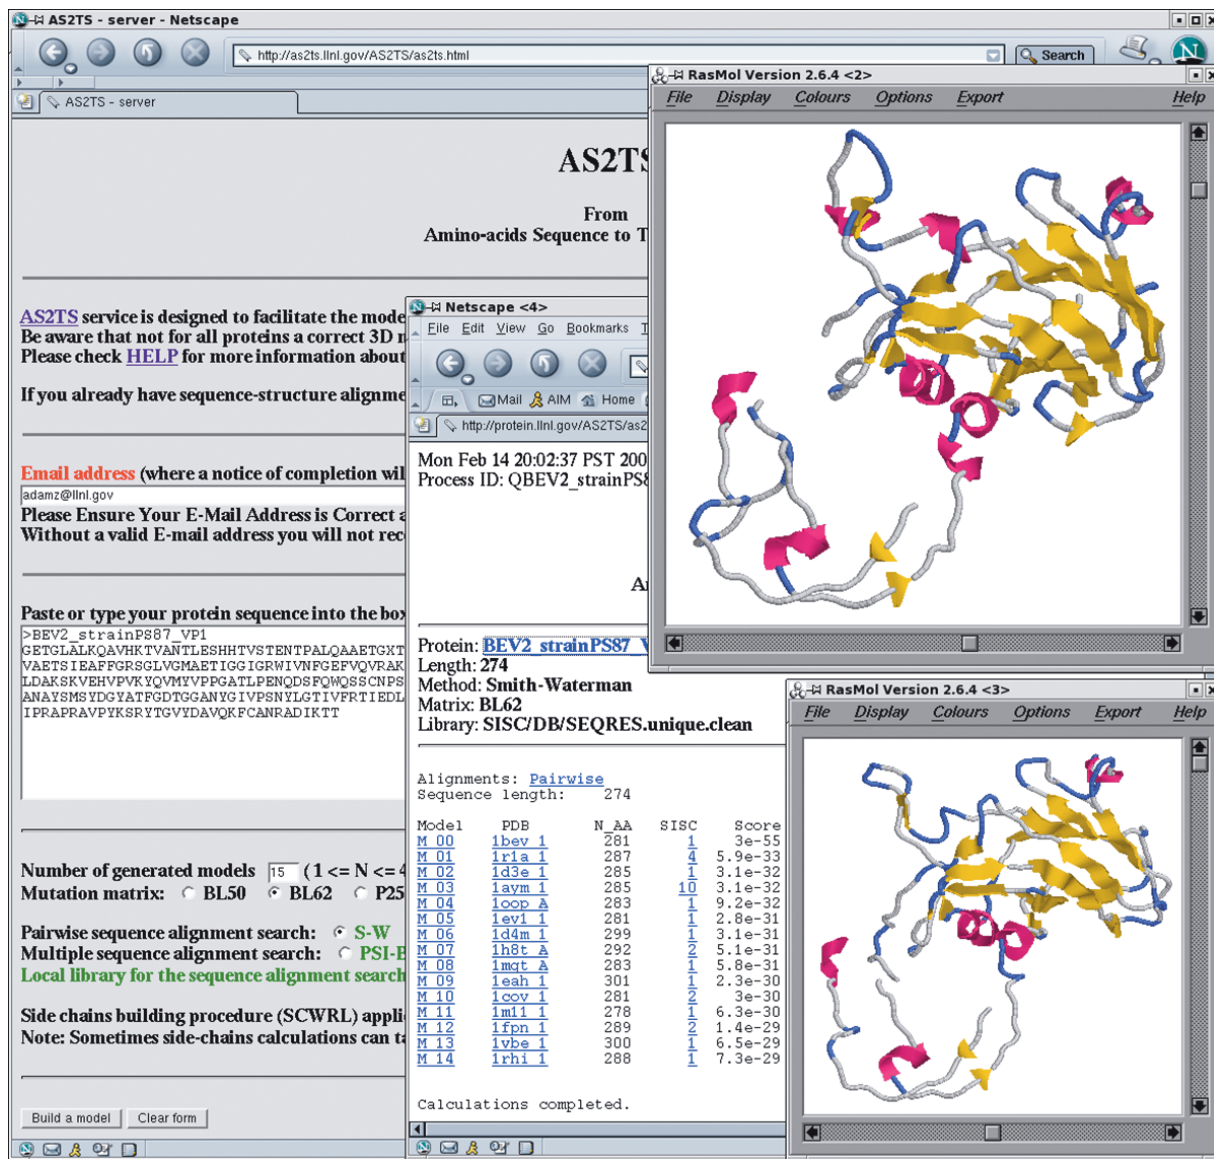 AS2TS - server - Netscape
http://as2ts.llnl.gov/AS2TS/as2ts.html
Search
N
AS2TS - server
AS2TS
From
Amino-acids Sequence to T
AS2TS service is designed to facilitate the mode
Be aware that not for all proteins a correct 3D
Please check HELP for more information about
If you already have sequence-structure alignme
Email address (where a notice of completion wil
adamz@llnl.gov
Please Ensure Your E-Mail Address is Correct
Without a valid E-mail address you will not rec
Paste or type your protein sequence into the box
>BEV2_strainPS87_VP1
GETGLALKQAVHKTVANTLESHHTVSTENTPALQAAETGXT
VAETSIEAFFGRSGLVGMAETIGGIGRWIVNFGEFVQVRAK
LDAKSKVEHVPVKYQVMYVPPGATLPENQDSFQWQSSCNPS
ANAYSMSYDGYATFGDTGGANYGIVPSNYLGTIVFRTIEDL
IPRAPRAVPYKSRYTGVYDAVQKFCANRADIKTT
Number of generated models 15 ( 1 <= N <= 4
Mutation matrix: BL50 BL62 P25
Pairwise sequence alignment search: S-W
Multiple sequence alignment search: PSI-B
Local library for the sequence alignment search
Side chains building procedure (SCWRL) appli
Note: Sometimes side-chains calculations can ta
Build a model Clear form
Netscape <4>
File Edit View Go Bookmarks T
Mail AIM Home
http://protein.llnl.gov/AS2TS/as2
Mon Feb 14 20:02:37 PST 200
Process ID: QBEV2_strainPS8
A
Protein: BEV2_strainPS87_V
Length: 274
Method: Smith-Waterman
Matrix: BL62
Library: SISC/DB/SEQRES.unique.clean
Alignments: Pairwise
Sequence length: 274
Model PDB N_AA SISC Score
M_00 1bev_1 281 1 3e-55
M_01 1r1a_1 287 4 5.9e-33
M_02 1d3e_1 285 1 3.1e-32
M_03 1aym_1 285 10 3.1e-32
M_04 1oop_A 283 1 9.2e-32
M_05 1ev1_1 281 1 2.8e-31
M_06 1d4m_1 299 1 3.1e-31
M_07 1h8t_A 292 2 5.1e-31
M_08 1mqt_A 283 1 5.8e-31
M_09 1eah_1 301 1 2.3e-30
M_10 1cov_1 281 2 3e-30
M_11 1m11_1 278 1 6.3e-30
M_12 1fpn_1 289 2 1.4e-29
M_13 1vbe_1 300 1 6.5e-29
M_14 1rhi_1 288 1 7.3e-29
Calculations completed.
RasMol Version 2.6.4 <2>
File Display Colours Options Export Help
RasMol Version 2.6.4 <3>
File Display Colours Options Export Help